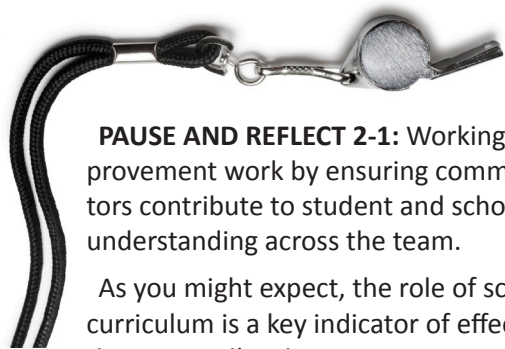 PAUSE AND REFLECT 2-1: Working
provement work by ensuring comm
tors contribute to student and scho
understanding across the team.
As you might expect, the role of sc
curriculum is a key indicator of effec